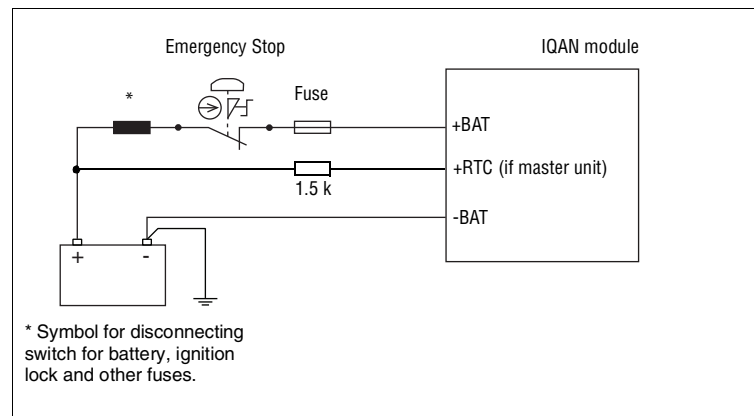 Emergency Stop
IQAN module
*
Fuse
+BAT
+RTC (if master unit)
1.5 k
-BAT
+ -
* Symbol for disconnecting
switch for battery, ignition
lock and other fuses.